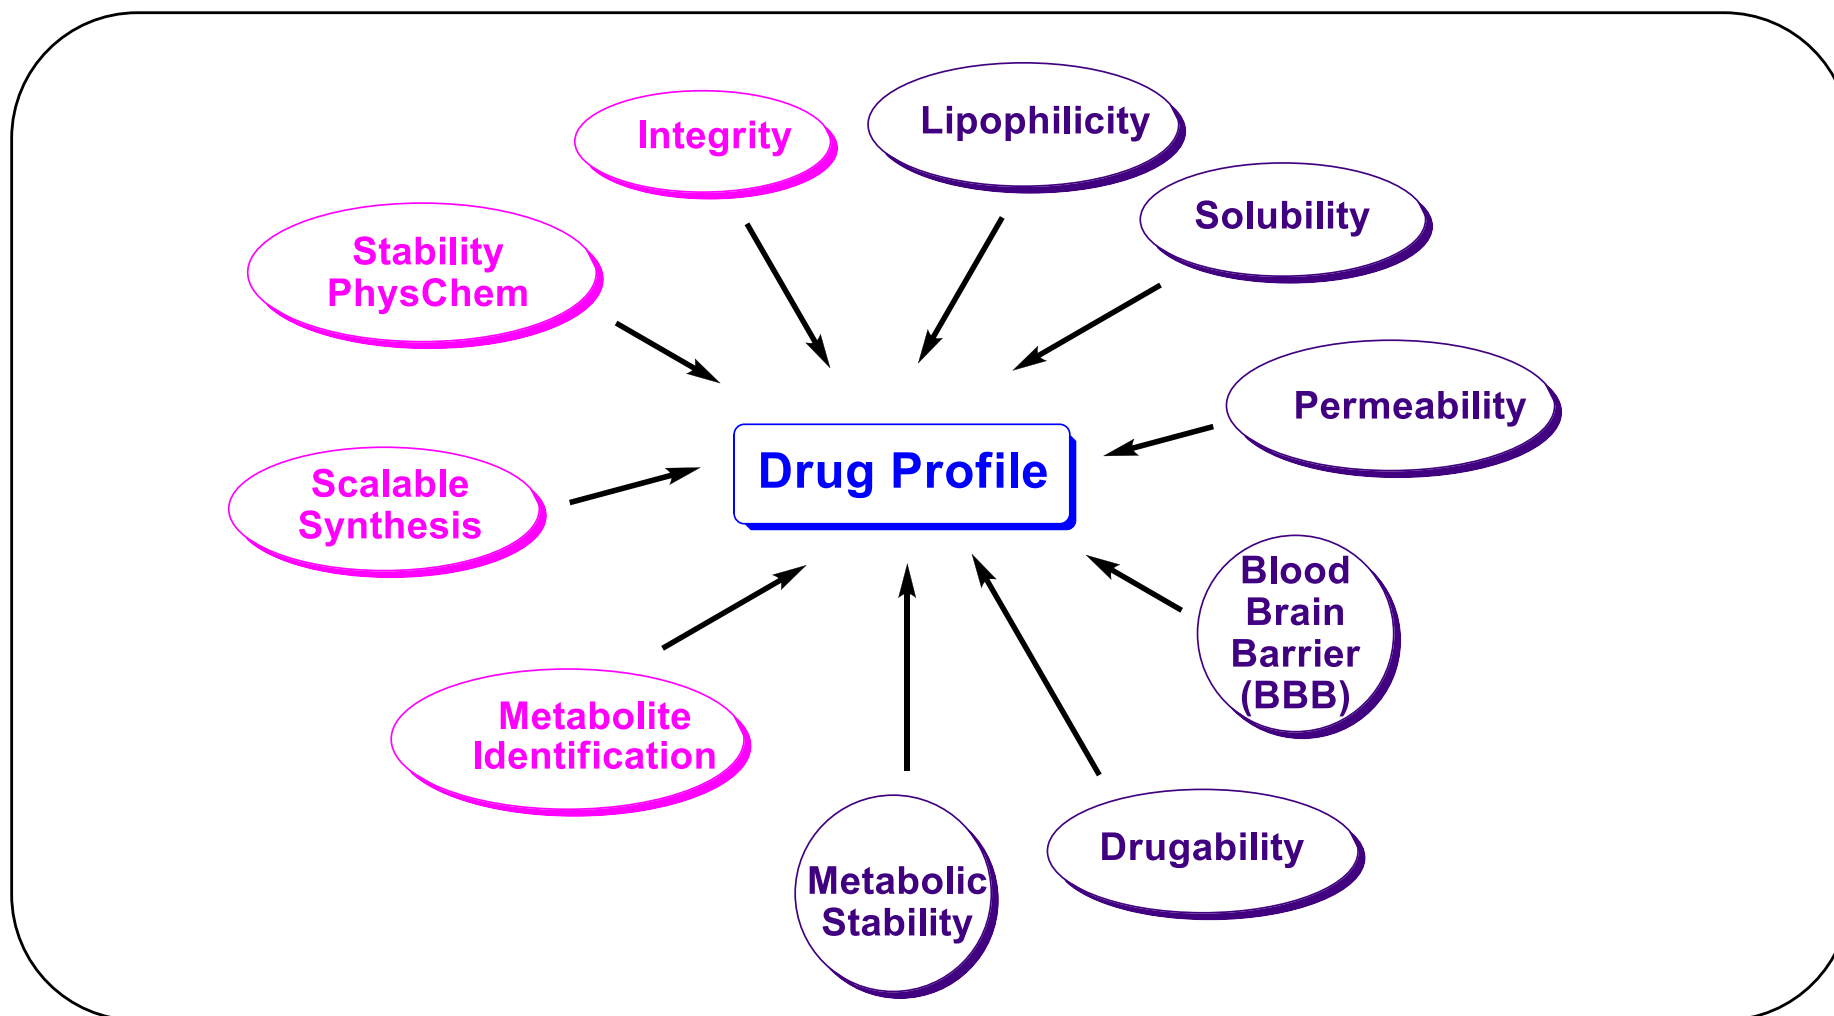 Integrity
Lipophilicity
Solubility
Stability
PhysChem
Permeability
Drug Profile
Scalable
Synthesis
Blood
Brain
Barrier
(BBB)
Metabolite
Identification
Drugability
Metabolic
Stability